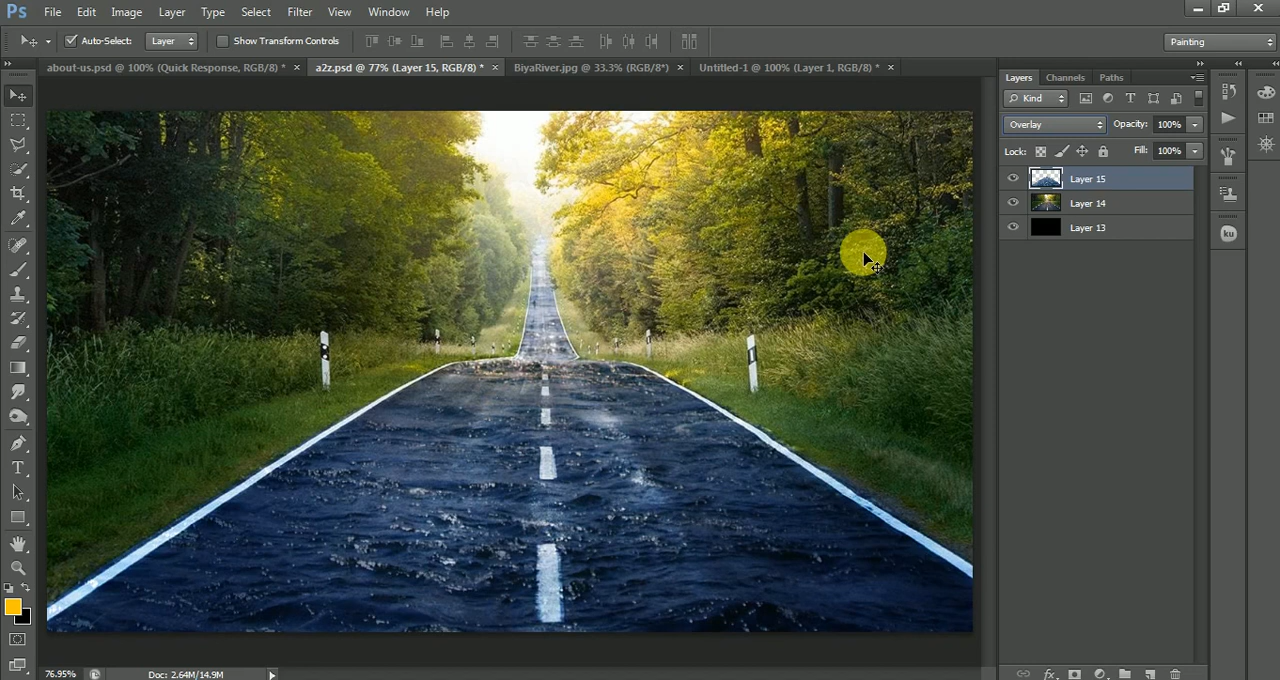 Ps File Edit Image Layer Type Select Filter View Window Help
Auto-Select: Layer Show Transform Controls Painting
about-us.psd @ 100% (Quick Response, RGB/8) * × a2z.psd @ 77% (Layer 15, RGB/8) * × BiyaRiver.jpg @ 33.3% (RGB/8*) × Untitled-1 @ 100% (Layer 1, RGB/8) * ×
Layers Channels Paths
Kind T
Overlay Opacity: 100%
Lock: Fill: 100%
Layer 15
Layer 14
Layer 13
ku
T
fx
76.95% Doc: 2.64M/14.9M